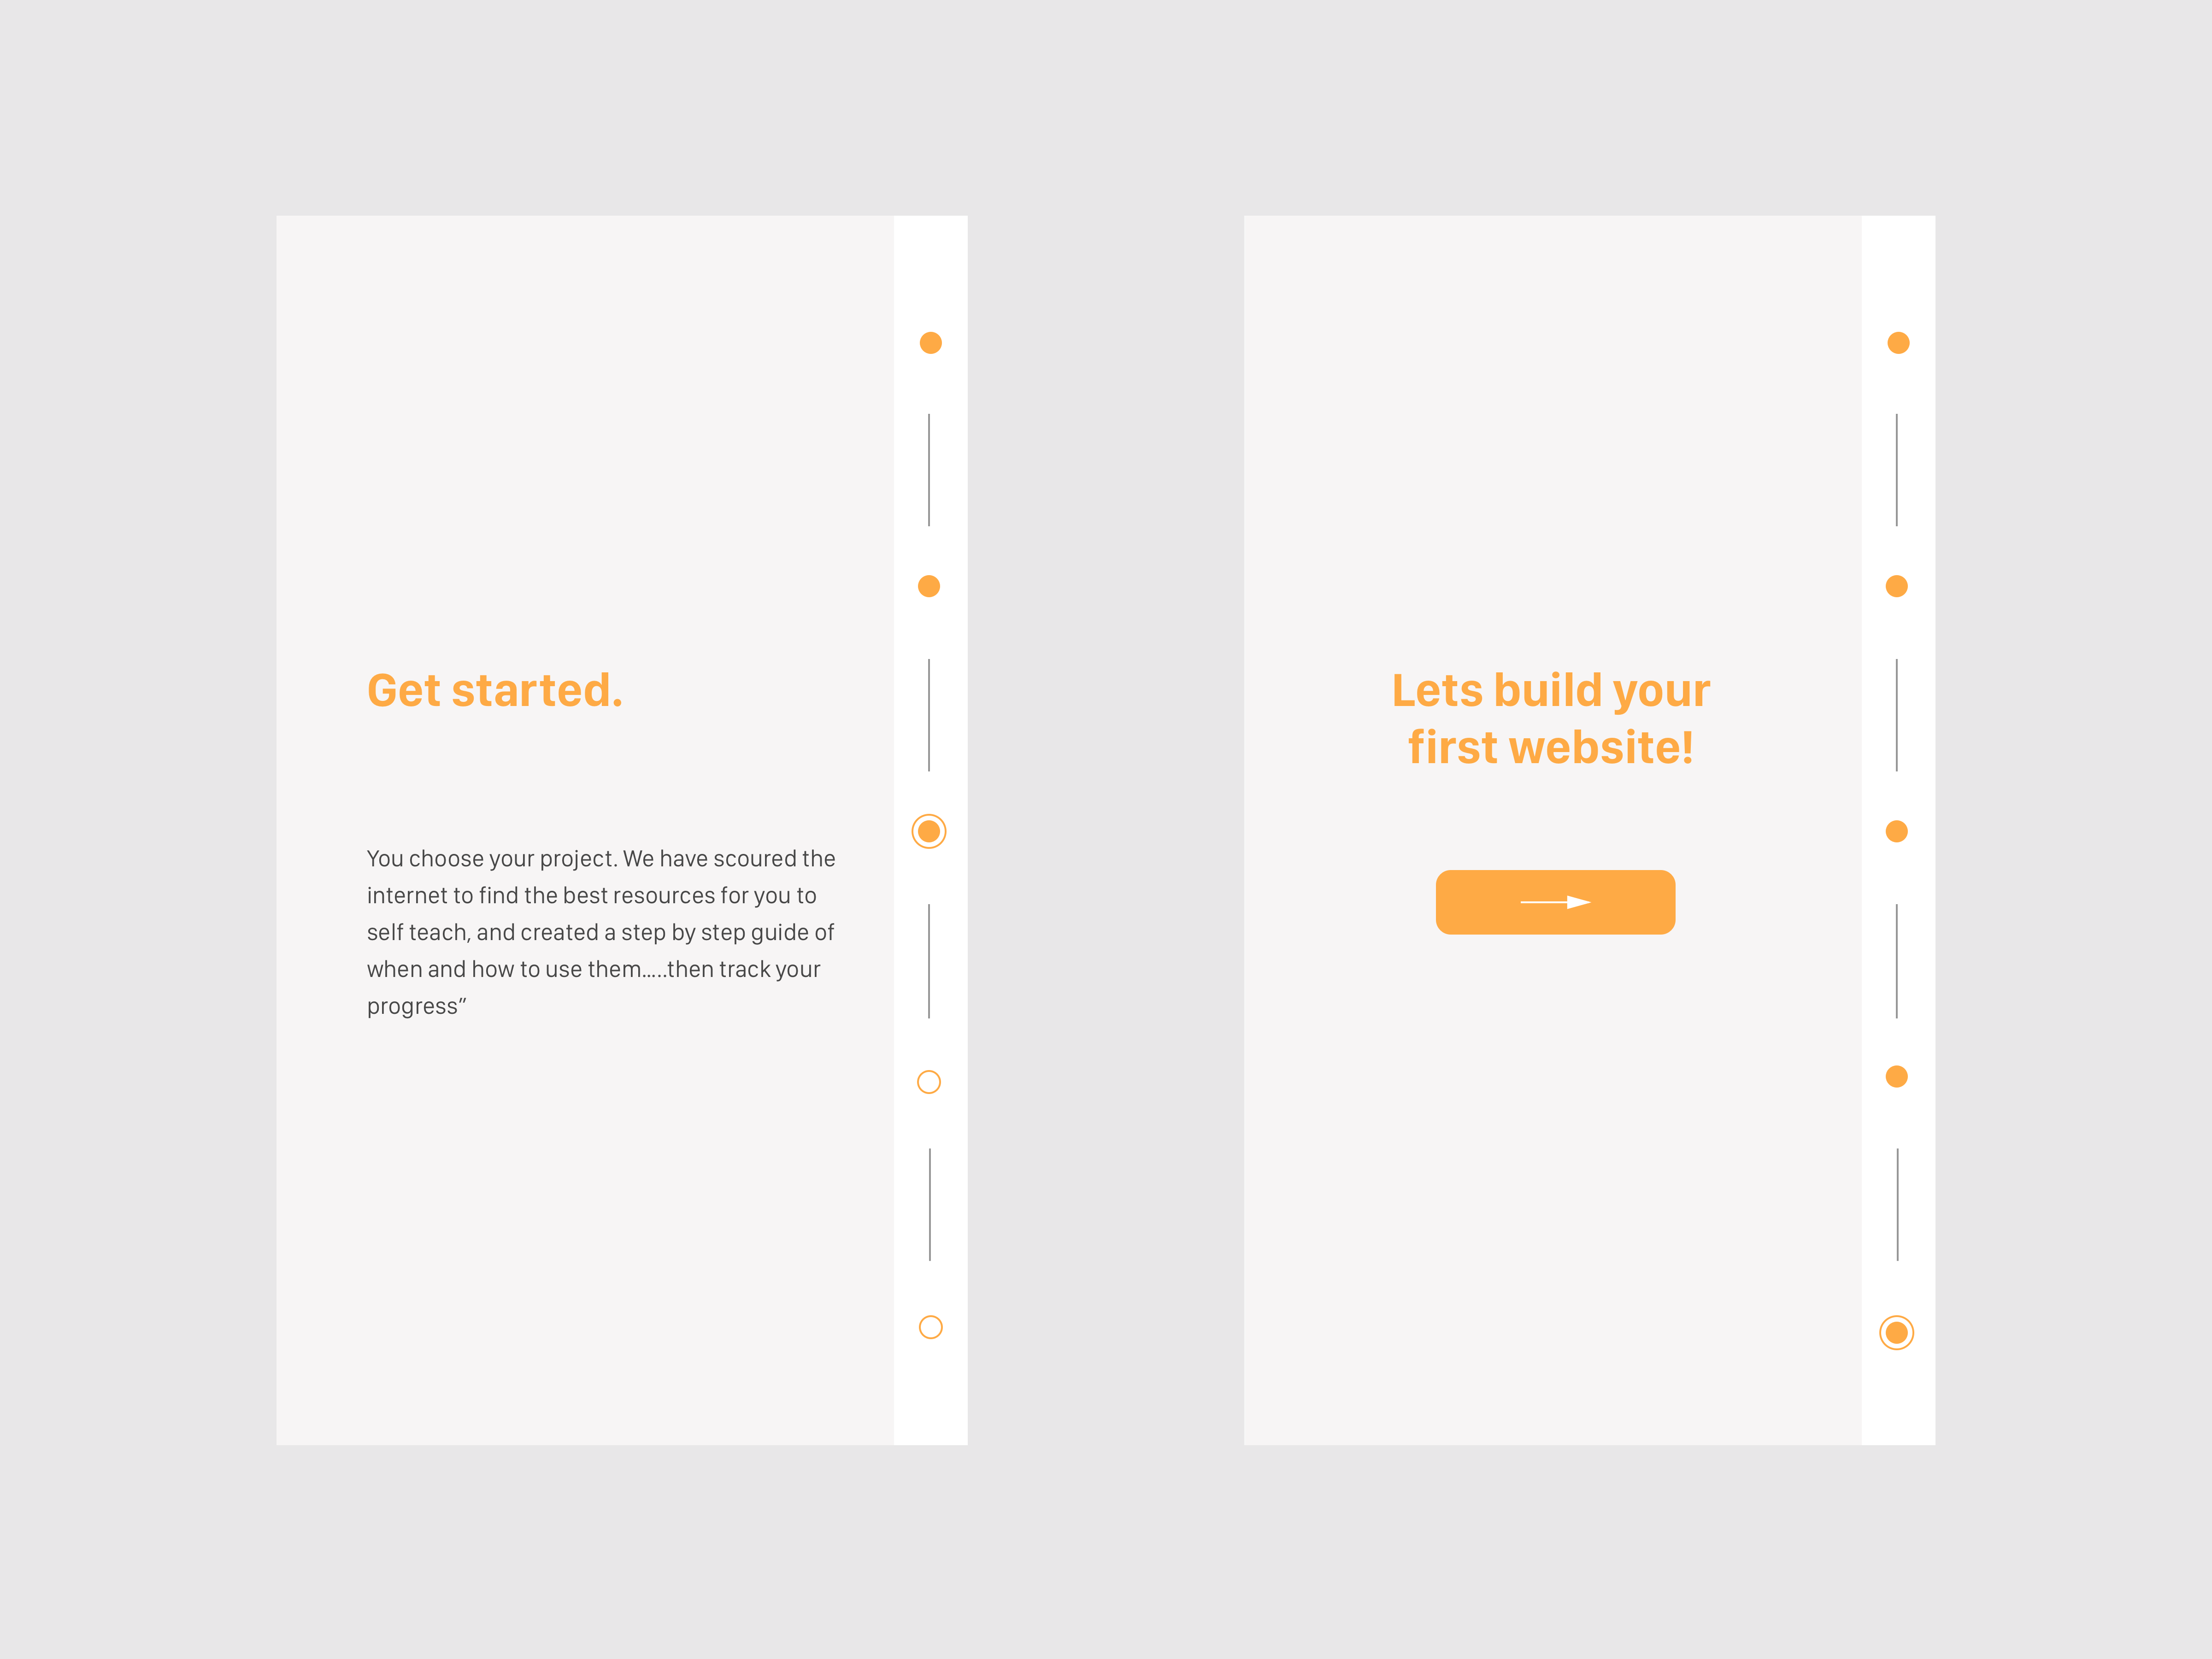 Get started.
You choose your project. We have scoured the
internet to find the best resources for you to
self teach, and created a step by step guide of
when and how to use them.....then track your
progress”
Lets build your
first website!